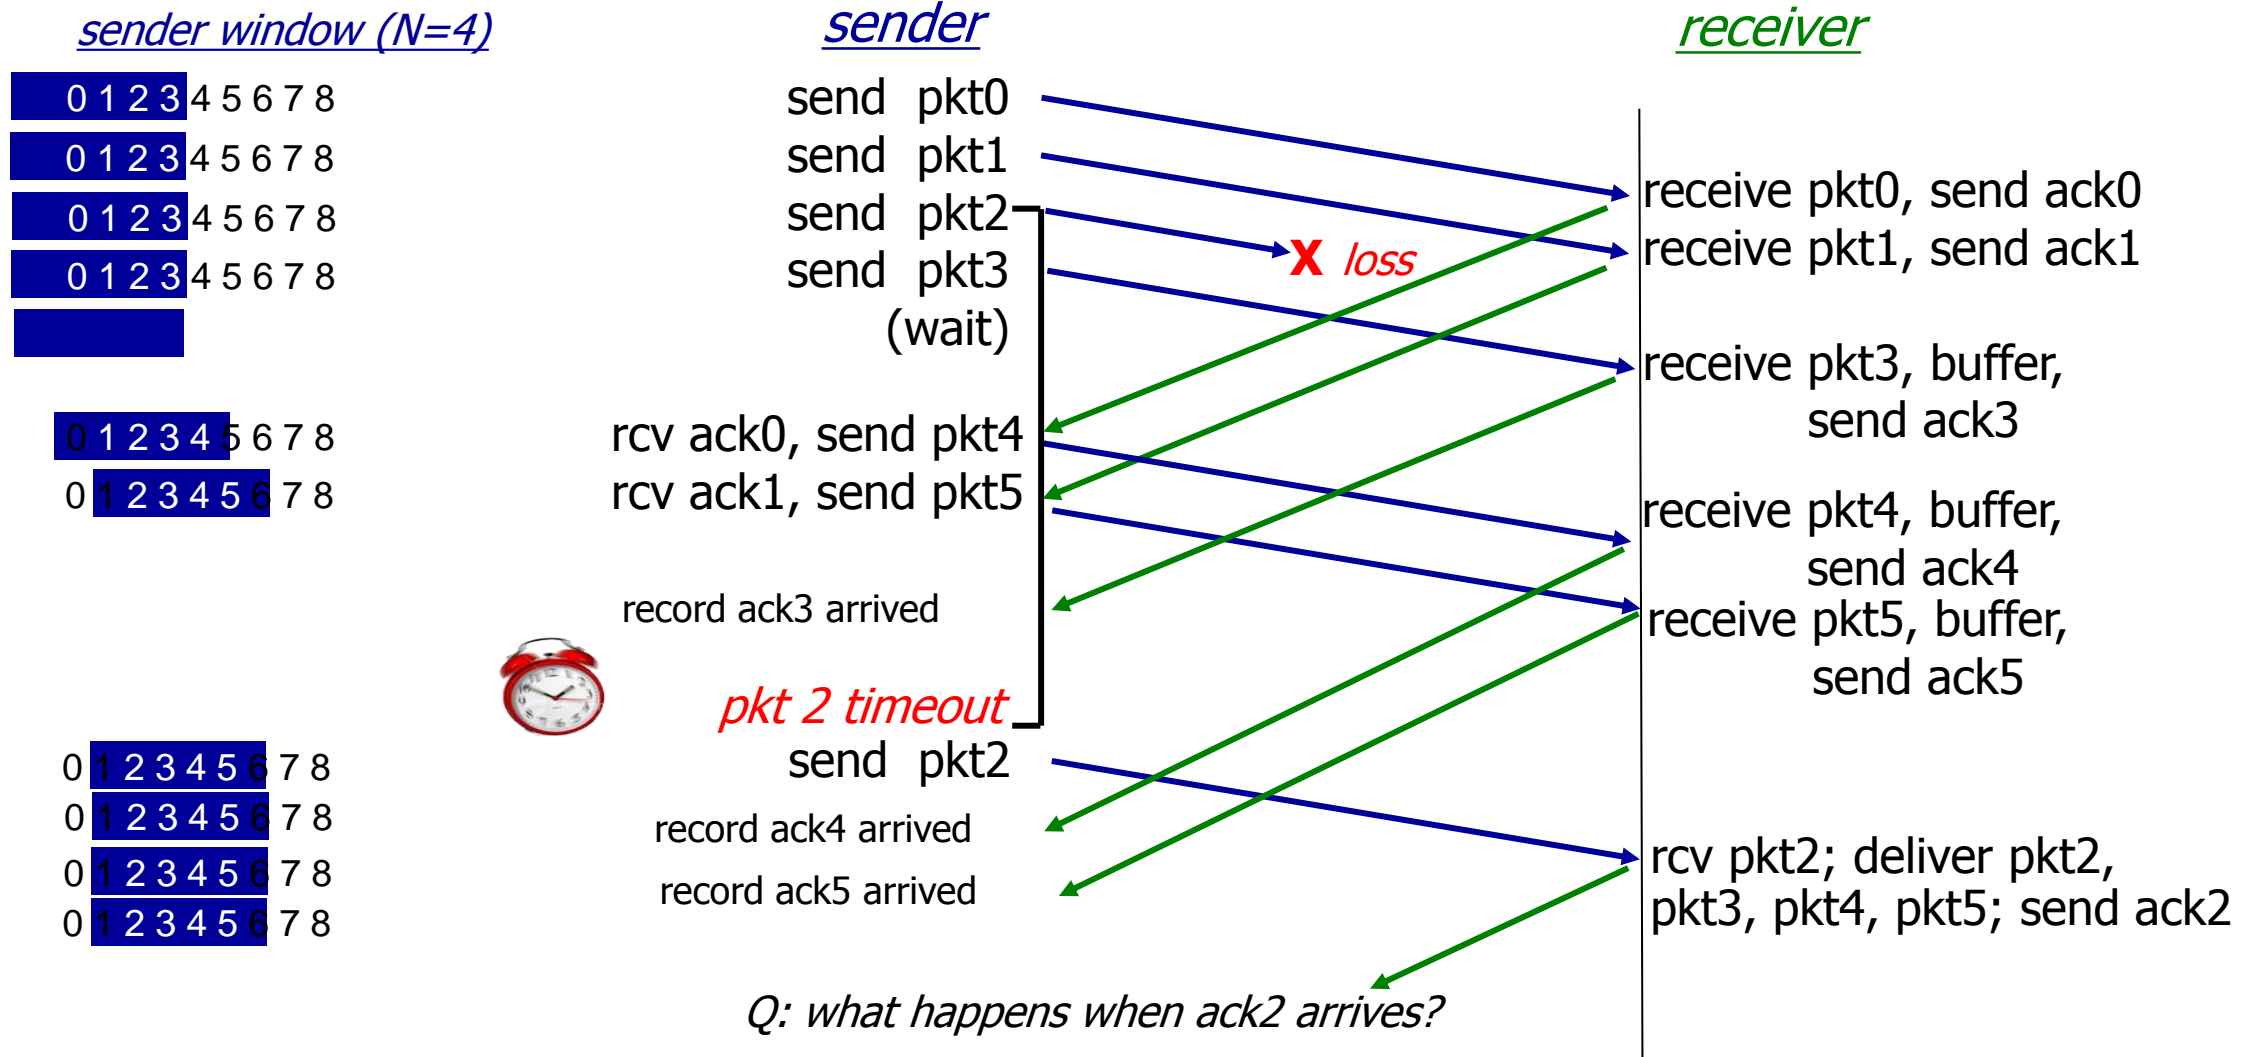 sender window (N=4)
sender
receiver
0 1 2 3 4 5 6 7 8
send pkt0
0 1 2 3 4 5 6 7 8
send pkt1
receive pkt0, send ack0
0 1 2 3 4 5 6 7 8
send pkt2
X loss
receive pkt1, send ack1
0 1 2 3 4 5 6 7 8
send pkt3
(wait)
receive pkt3, buffer,
send ack3
0 1 2 3 4 5 6 7 8
rcv ack0, send pkt4
0 1 2 3 4 5 6 7 8
rcv ack1, send pkt5
receive pkt4, buffer,
send ack4
record ack3 arrived
receive pkt5, buffer,
send ack5
pkt 2 timeout
0 1 2 3 4 5 6 7 8
send pkt2
0 1 2 3 4 5 6 7 8
record ack4 arrived
0 1 2 3 4 5 6 7 8
record ack5 arrived
rcv pkt2; deliver pkt2,
pkt3, pkt4, pkt5; send ack2
0 1 2 3 4 5 6 7 8
Q: what happens when ack2 arrives?